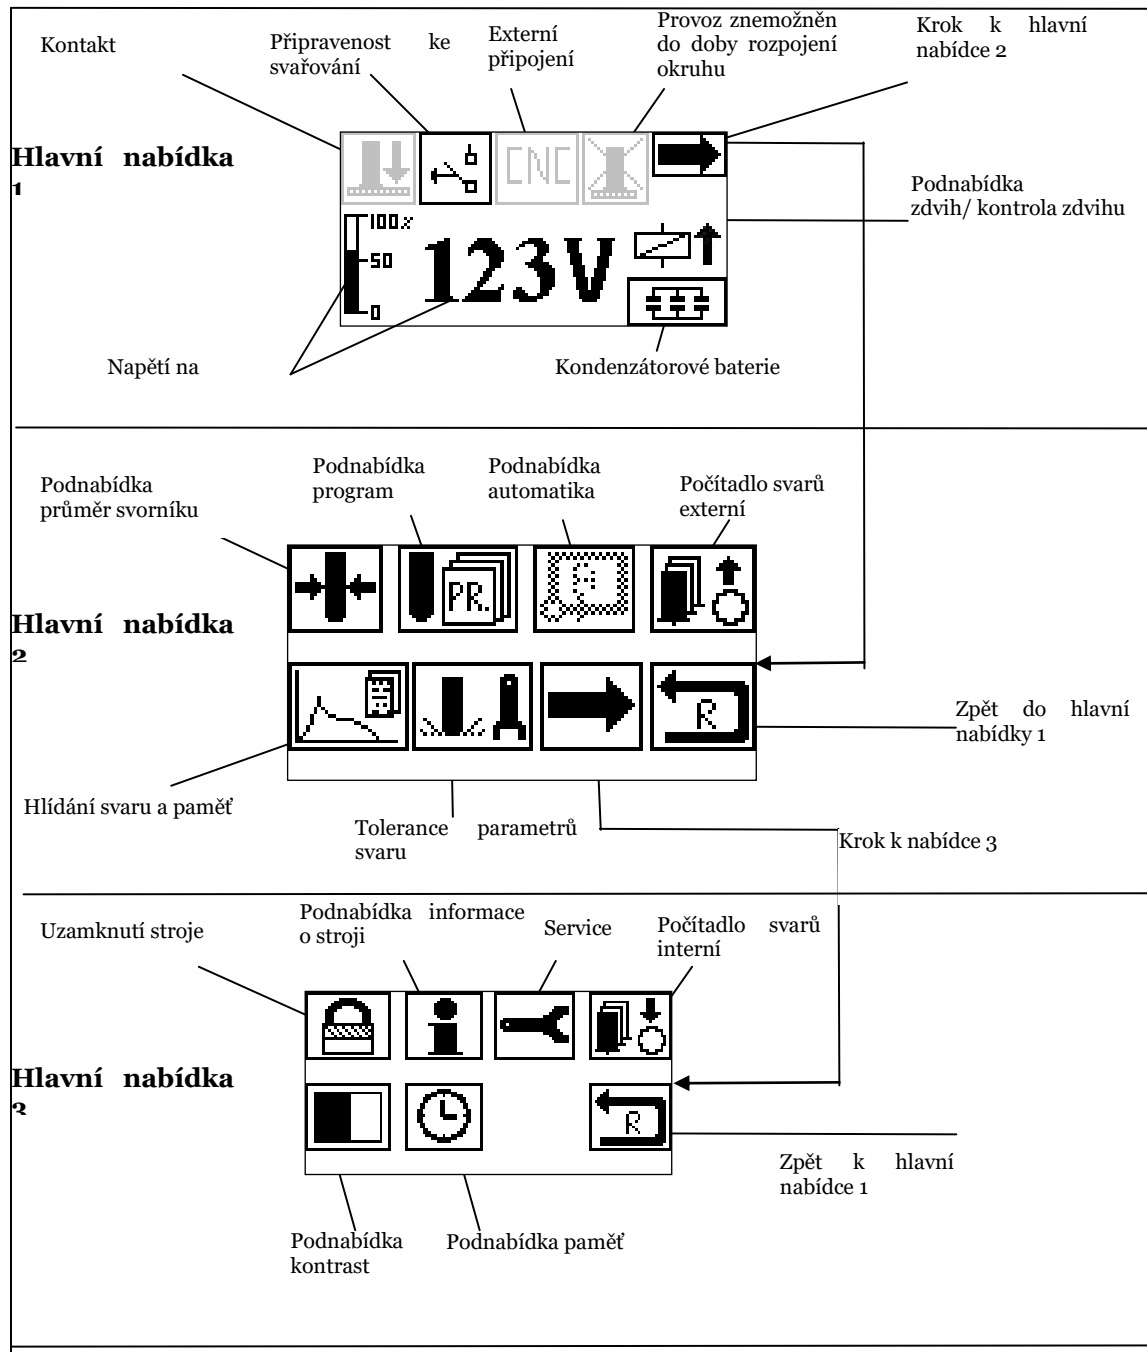 Kontakt
Připravenost ke
svařování
Externí
připojení
Provoz znemožněn
do doby rozpojení
okruhu
Krok k hlavní
nabídce 2
Hlavní nabídka
1
CNC
100%
50
0
123V
Podnabídka
zdvih/ kontrola zdvihu
Napětí na
Kondenzátorové baterie
Podnabídka
průměr svorníku
Podnabídka
program
Podnabídka
automatika
Počítadlo svarů
externí
PR.
Hlavní nabídka
2
R
Zpět do hlavní
nabídky 1
Hlídání svaru a paměť
Tolerance parametrů
svaru
Krok k nabídce 3
Uzamknutí stroje
Podnabídka informace
o stroji
Service
Počítadlo svarů
interní
Hlavní nabídka
3
R
Zpět k hlavní
nabídce 1
Podnabídka
kontrast
Podnabídka paměť